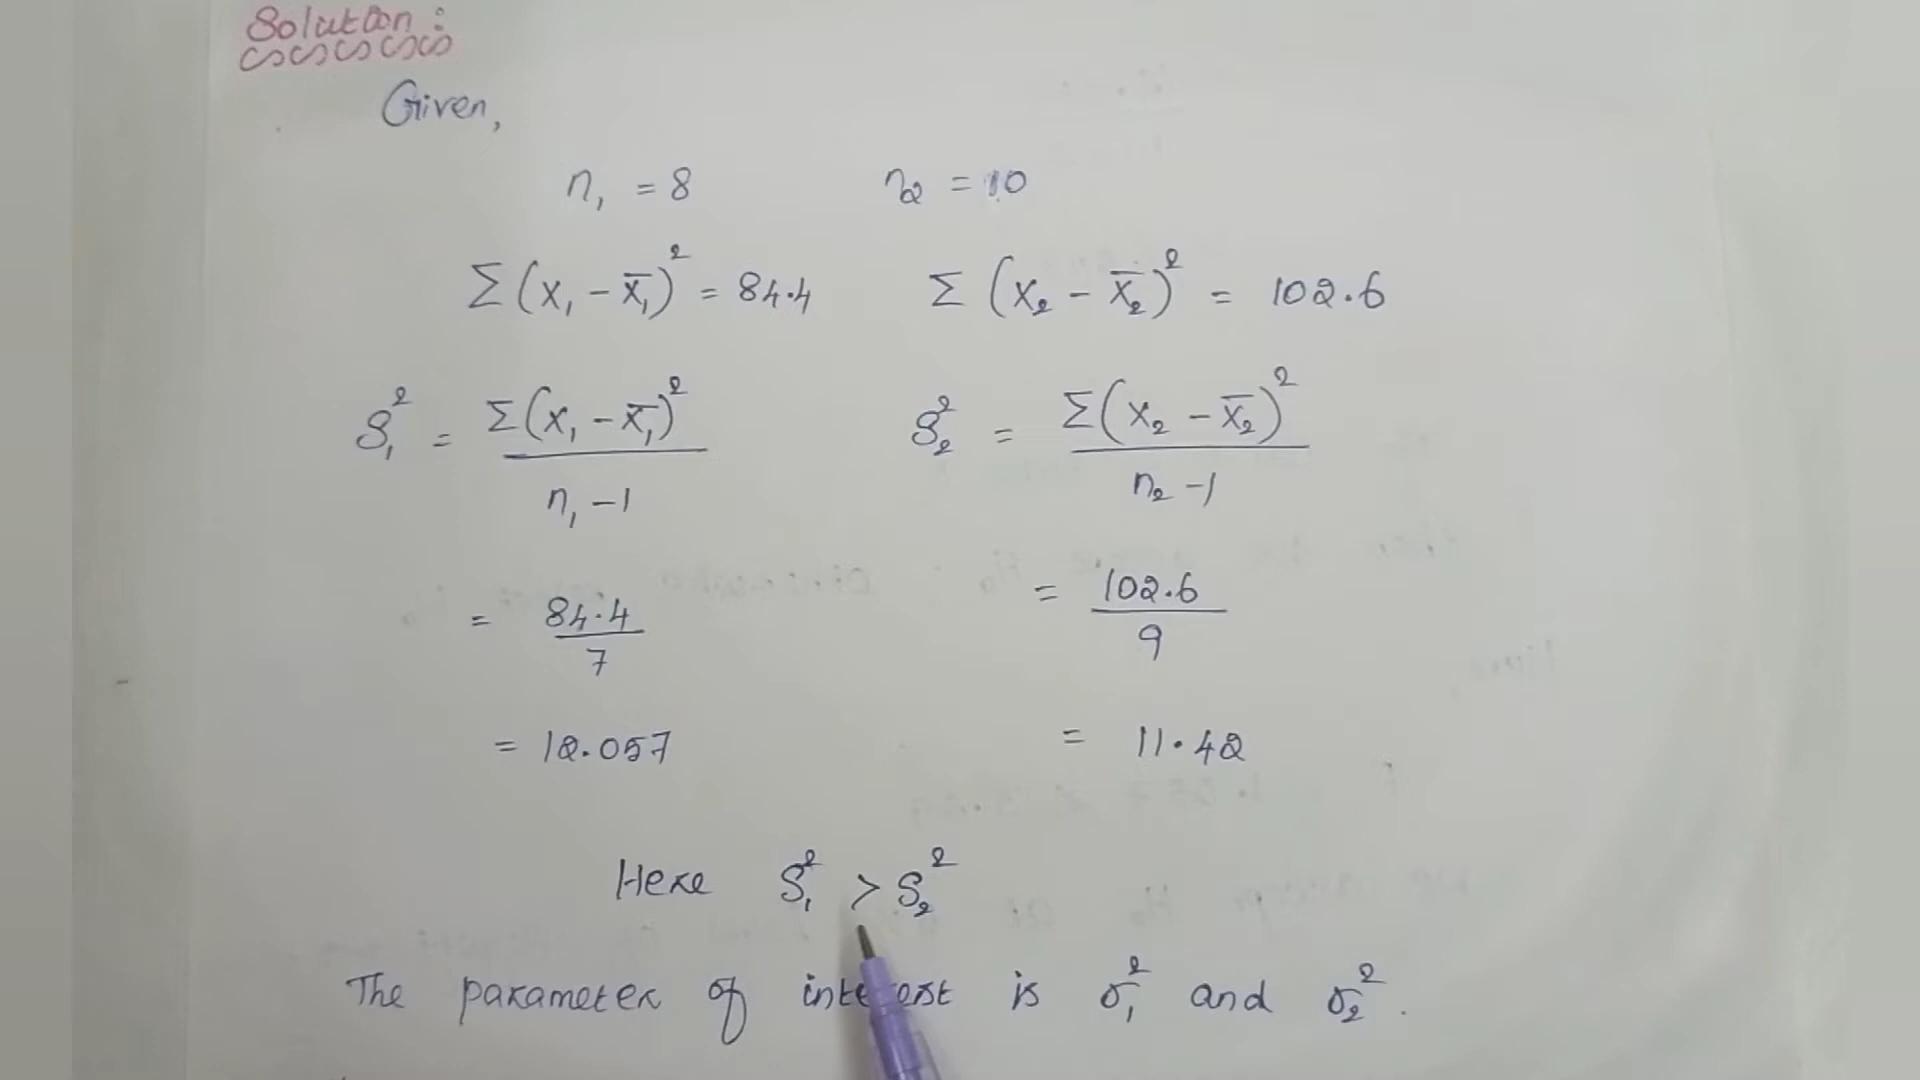 Solution:
Given,
n₁ = 8 n₂ = 10
Σ(x₁ - x̄₁)² = 84.4 Σ(x₂ - x̄₂)² = 102.6
S₁² = Σ(x₁ - x̄₁)² / n₁ - 1 S₂² = Σ(x₂ - x̄₂)² / n₂ - 1
= 84.4 / 7 = 102.6 / 9
= 12.057 = 11.42
Here S₁² > S₂²
The parameter of interest is σ₁² and σ₂².